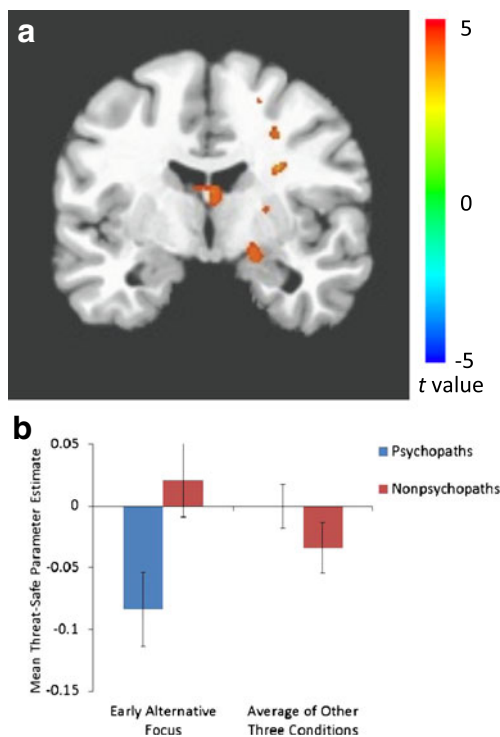 a
5
0
-5
t value
b
Mean Threat-Safe Parameter Estimate
0.05
0
-0.05
-0.1
-0.15
Psychopaths
Nonpsychopaths
Early Alternative
Focus
Average of Other
Three Conditions